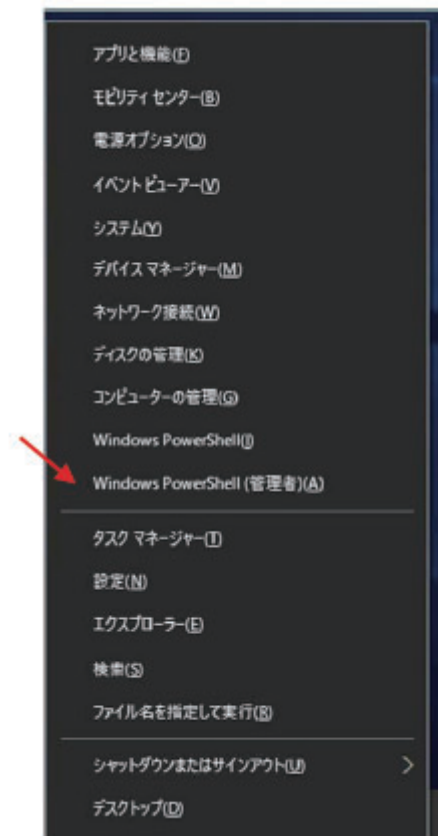 アプリと機能(F)
モビリティ センター(B)
電源オプション(O)
イベント ビューアー(V)
システム(Y)
デバイス マネージャー(M)
ネットワーク接続(W)
ディスクの管理(K)
コンピューターの管理(G)
Windows PowerShell(I)
Windows PowerShell (管理者)(A)
タスク マネージャー(T)
設定(N)
エクスプローラー(E)
検索(S)
ファイル名を指定して実行(R)
シャットダウンまたはサインアウト(U)
デスクトップ(D)